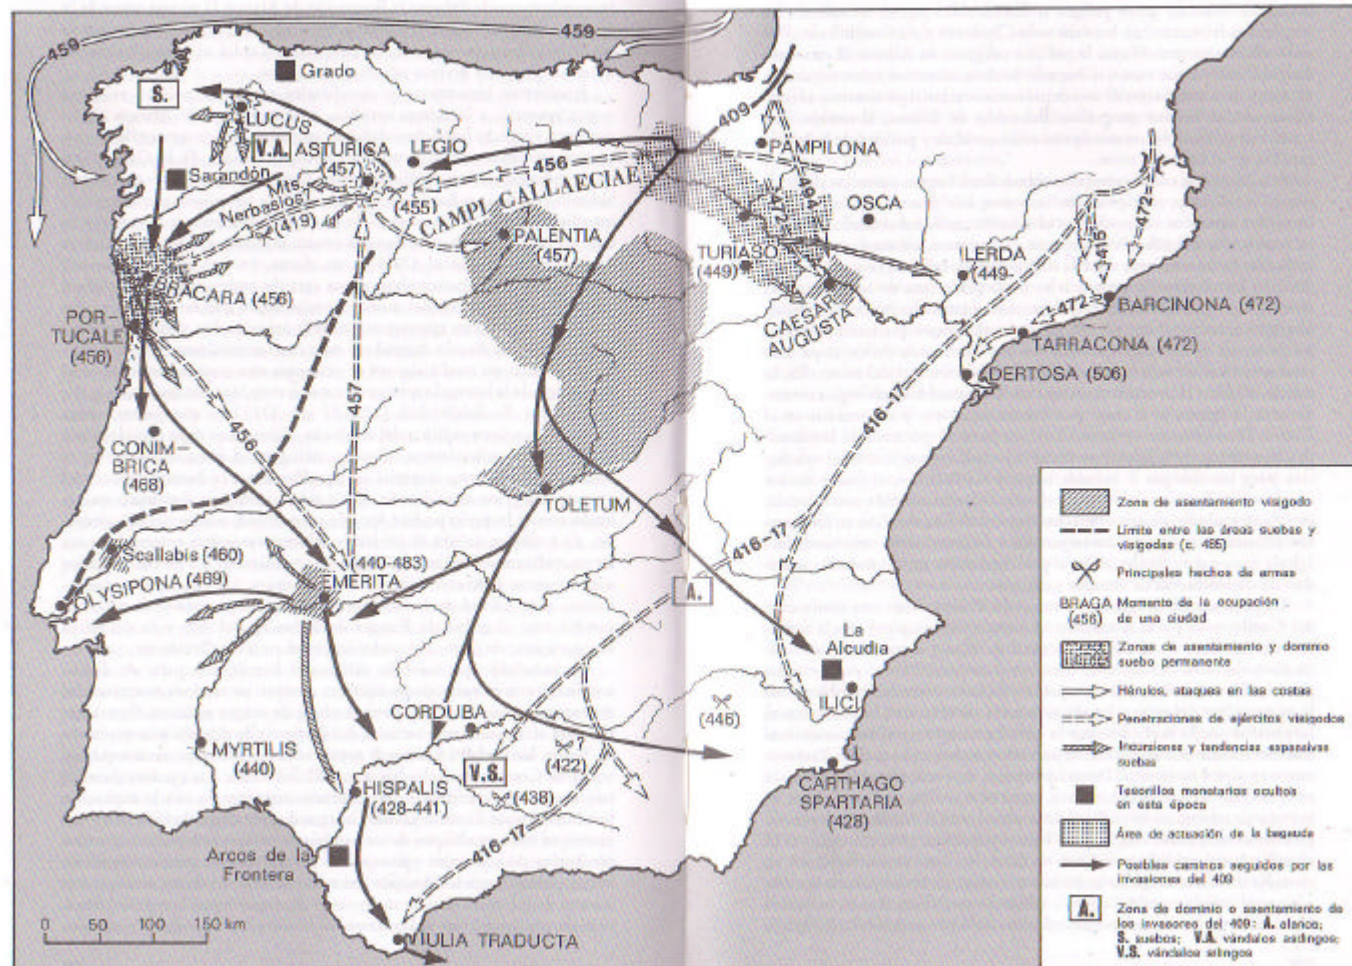 459
459
409
Grado
S.
LUCUS
V.A.
ASTURICA
(457)
LEGIO
456
PAMPILONA
Sarandón
Mts.
Nerbasios
(419)
(455)
CAMPI CALLAECIAE
494
472
OSCA
PALENTIA
(457)
TURIASO
(449)
ILERDA
(449
472
415
BRACARA (456)
POR-
TUCALE
(456)
CAESAR
AUGUSTA
472
BARCINONA (472)
TARRACONA (472)
DERTOSA (506)
457
416-17
CONIM-
BRICA
(468)
TOLETUM
Scallabis (460)
OLYSIPONA (469)
(440-483)
EMERITA
416-17
A.
La
Alcudia
ILICI
(446)
CORDUBA
V.S.
(422)
(438)
MYRTILIS
(440)
HISPALIS
(428-441)
CARTHAGO
SPARTARIA
(428)
Arcos de la
Frontera
416-17
IULIA TRADUCTA
0 50 100 150 km
Zona de asentamiento visigodo
Límite entre las áreas suebas y
visigodas (c. 485)
Principales hechos de armas
BRAGA
(456)
Momento de la ocupación
de una ciudad
Zonas de asentamiento y dominio
suebo permanente
Hérulos, ataques en las costas
Penetraciones de ejércitos visigodos
Incursiones y tendencias expansivas
suebas
Tesorillos monetarios ocultos
en esta época
Área de actuación de la bagauda
Posibles caminos seguidos por las
invasiones del 409
A.
Zona de dominio o asentamiento de
los invasores del 409: A. alanos;
S. suebos; V.A. vándalos asdingos;
V.S. vándalos silingos